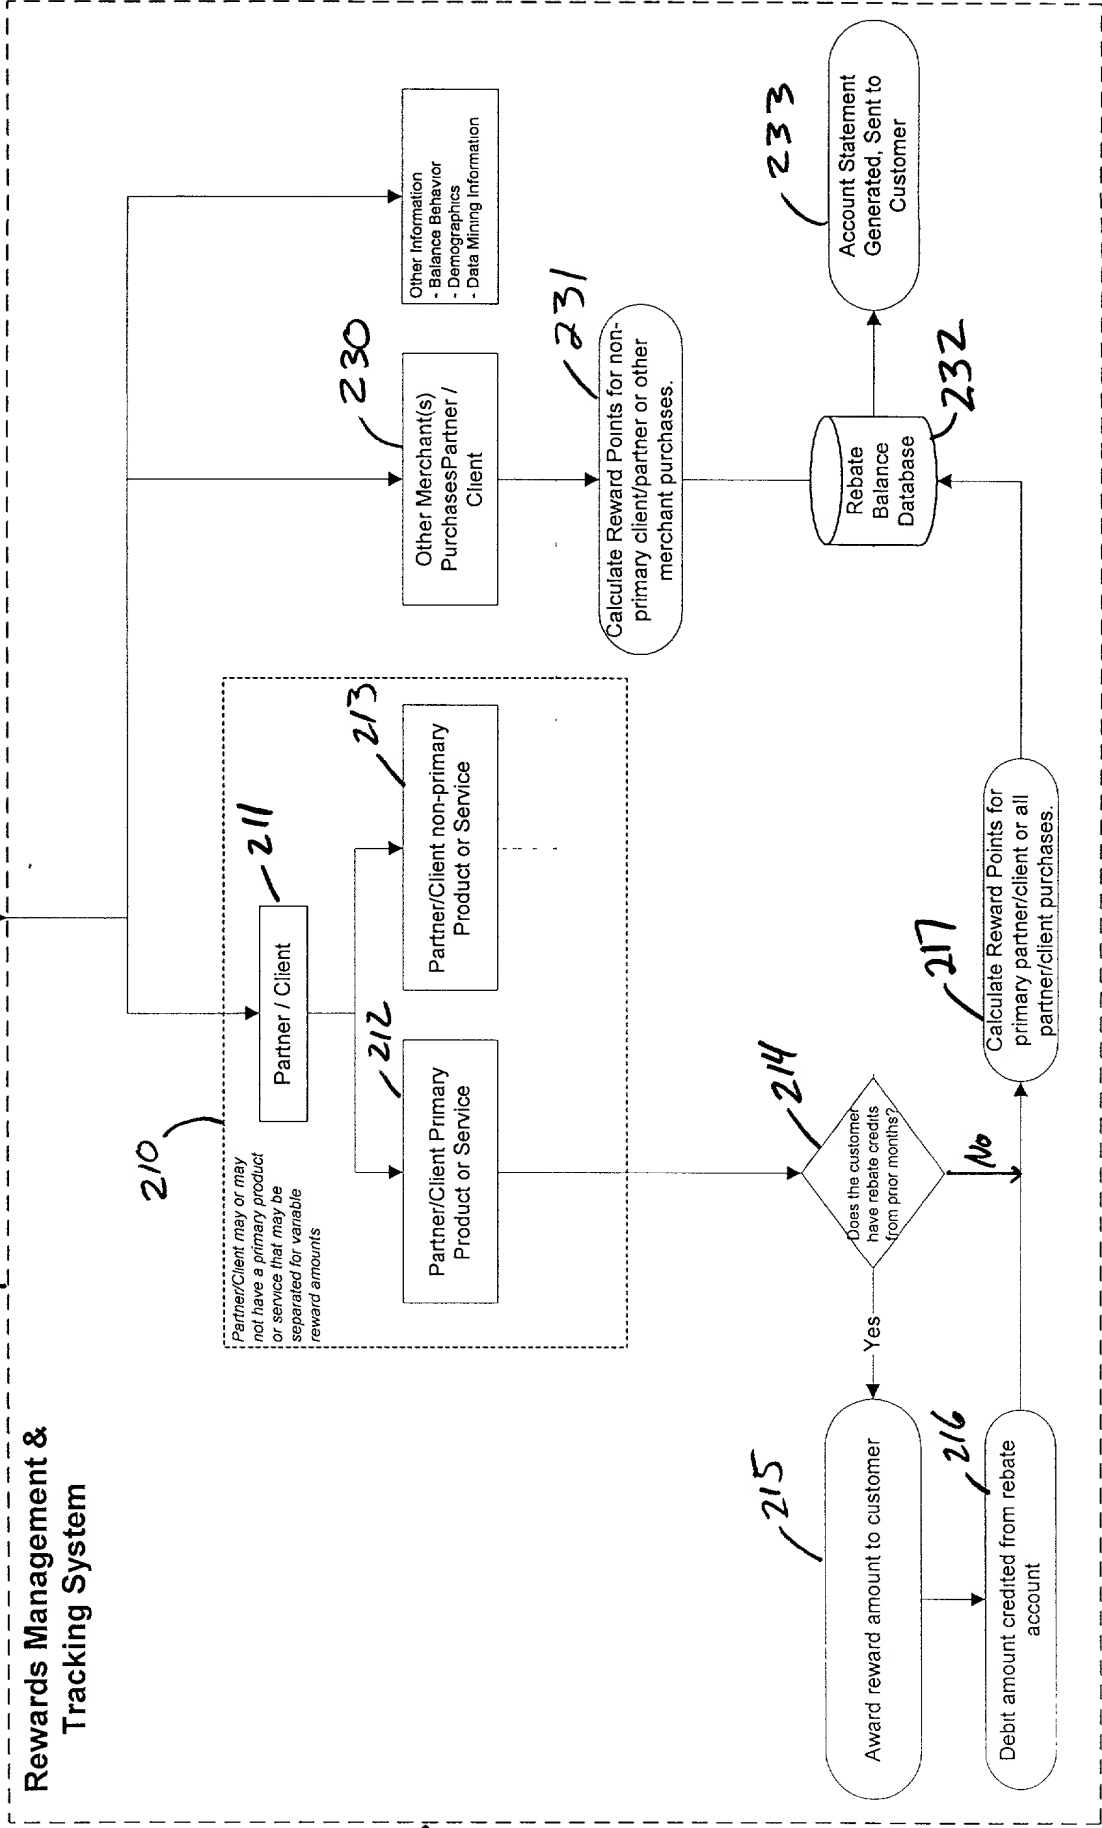 Rewards Management &
Tracking System
210
Partner/Client may or may
not have a primary product
or service that may be
separated for variable
reward amounts
211
Partner / Client
212
Partner/Client Primary
Product or Service
213
Partner/Client non-primary
Product or Service
230
Other Merchant(s)
PurchasesPartner /
Client
Other Information
- Balance Behavior
- Demographics
- Data Mining Information
231
Calculate Reward Points for non-
primary client/partner or other
merchant purchases.
214
Does the customer
have rebate credits
from prior months?
Yes
No
215
Award reward amount to customer
216
Debit amount credited from rebate
account
217
Calculate Reward Points for
primary partner/client or all
partner/client purchases.
Rebate
Balance
Database
232
233
Account Statement
Generated, Sent to
Customer